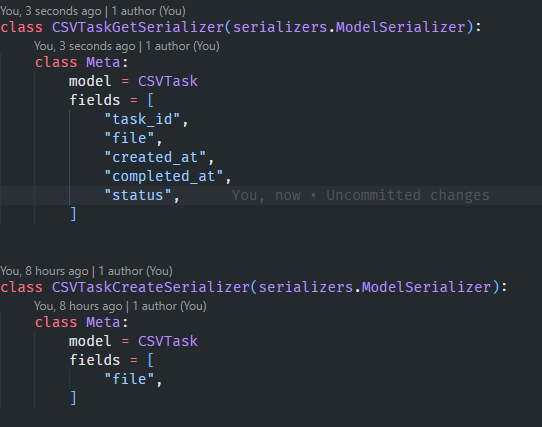 You, 3 seconds ago | 1 author (You)
class CSVTaskGetSerializer(serializers.ModelSerializer):
You, 3 seconds ago | 1 author (You)
class Meta:
model = CSVTask
fields = [
"task_id",
"file",
"created_at",
"completed_at",
"status", You, now • Uncommitted changes
]
You, 8 hours ago | 1 author (You)
class CSVTaskCreateSerializer(serializers.ModelSerializer):
You, 8 hours ago | 1 author (You)
class Meta:
model = CSVTask
fields = [
"file",
]